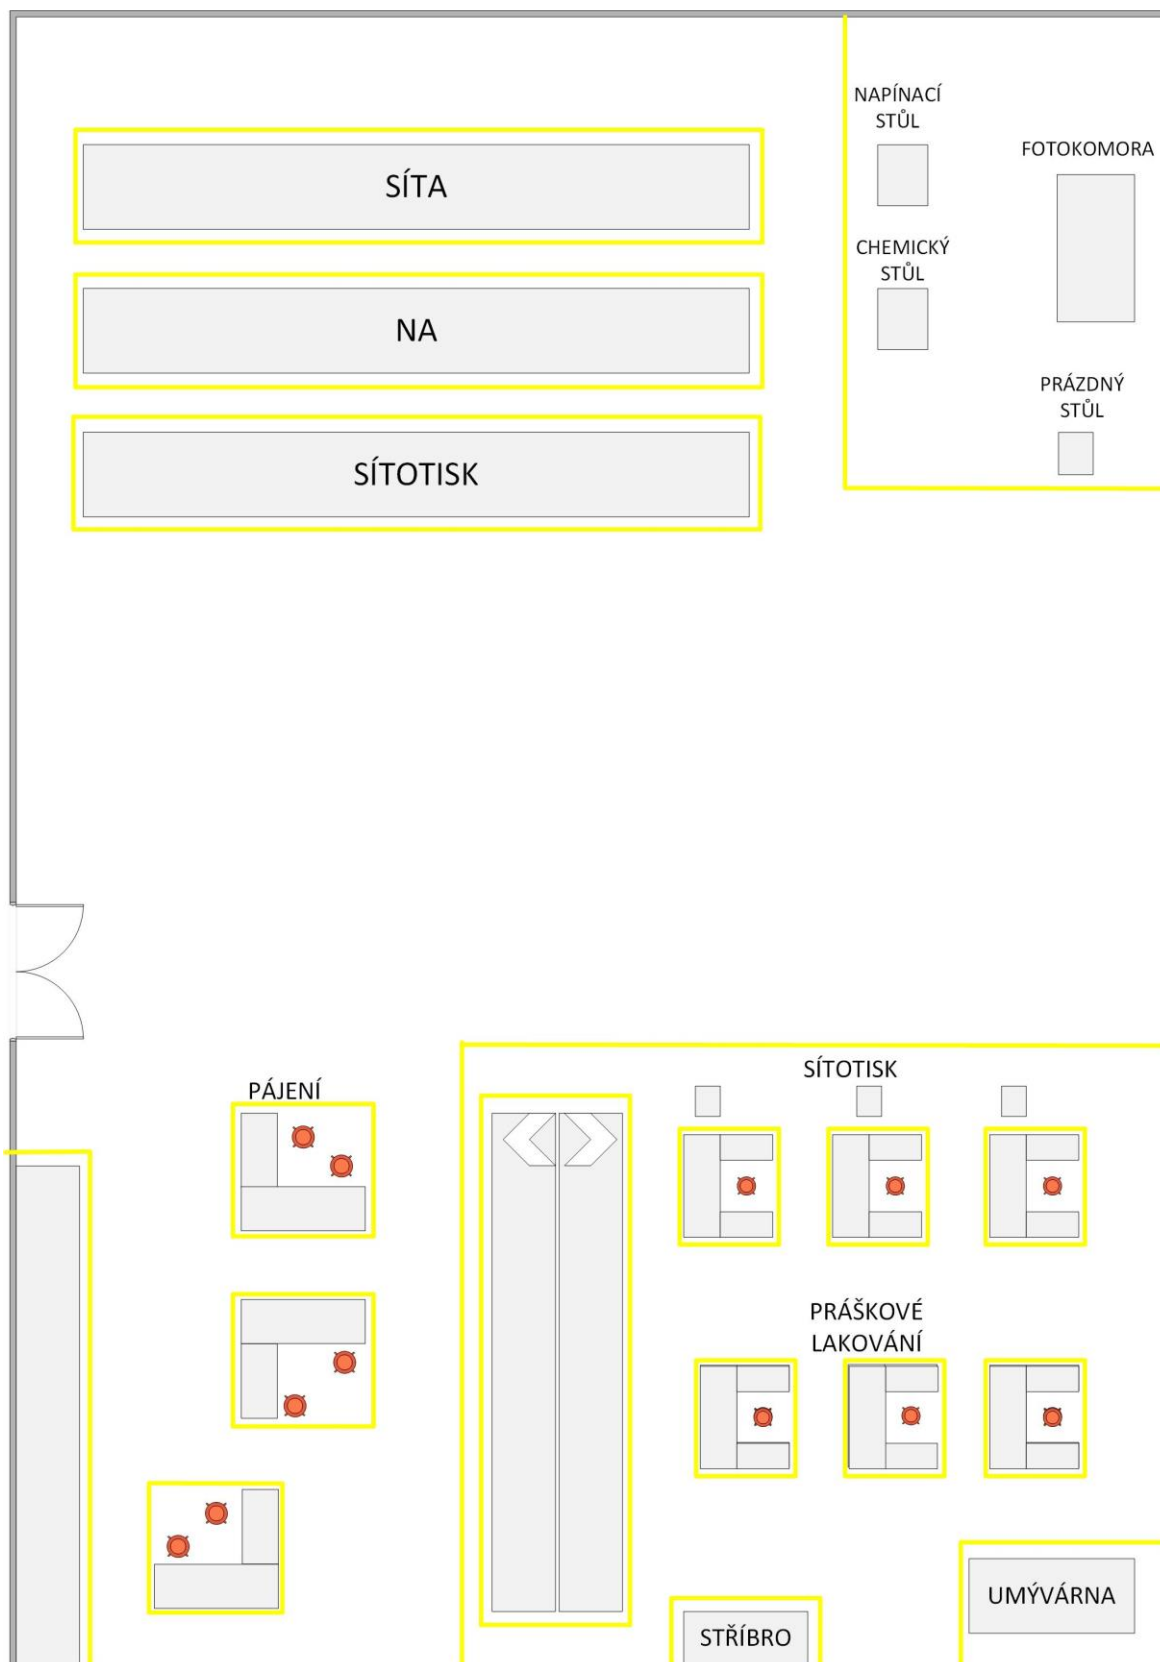 NAPÍNACÍ
STŮL
FOTOKOMORA
SÍTA
CHEMICKÝ
STŮL
NA
PRÁZDNÝ
STŮL
SÍTOTISK
SÍTOTISK
PÁJENÍ
PRÁŠKOVÉ
LAKOVÁNÍ
UMÝVÁRNA
STŘÍBRO